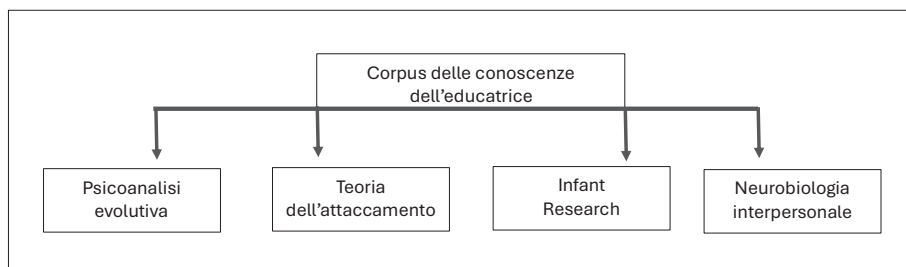 Corpus delle conoscenze
dell'educatrice
Psicoanalisi
evolutiva
Teoria
dell'attaccamento
Infant
Research
Neurobiologia
interpersonale